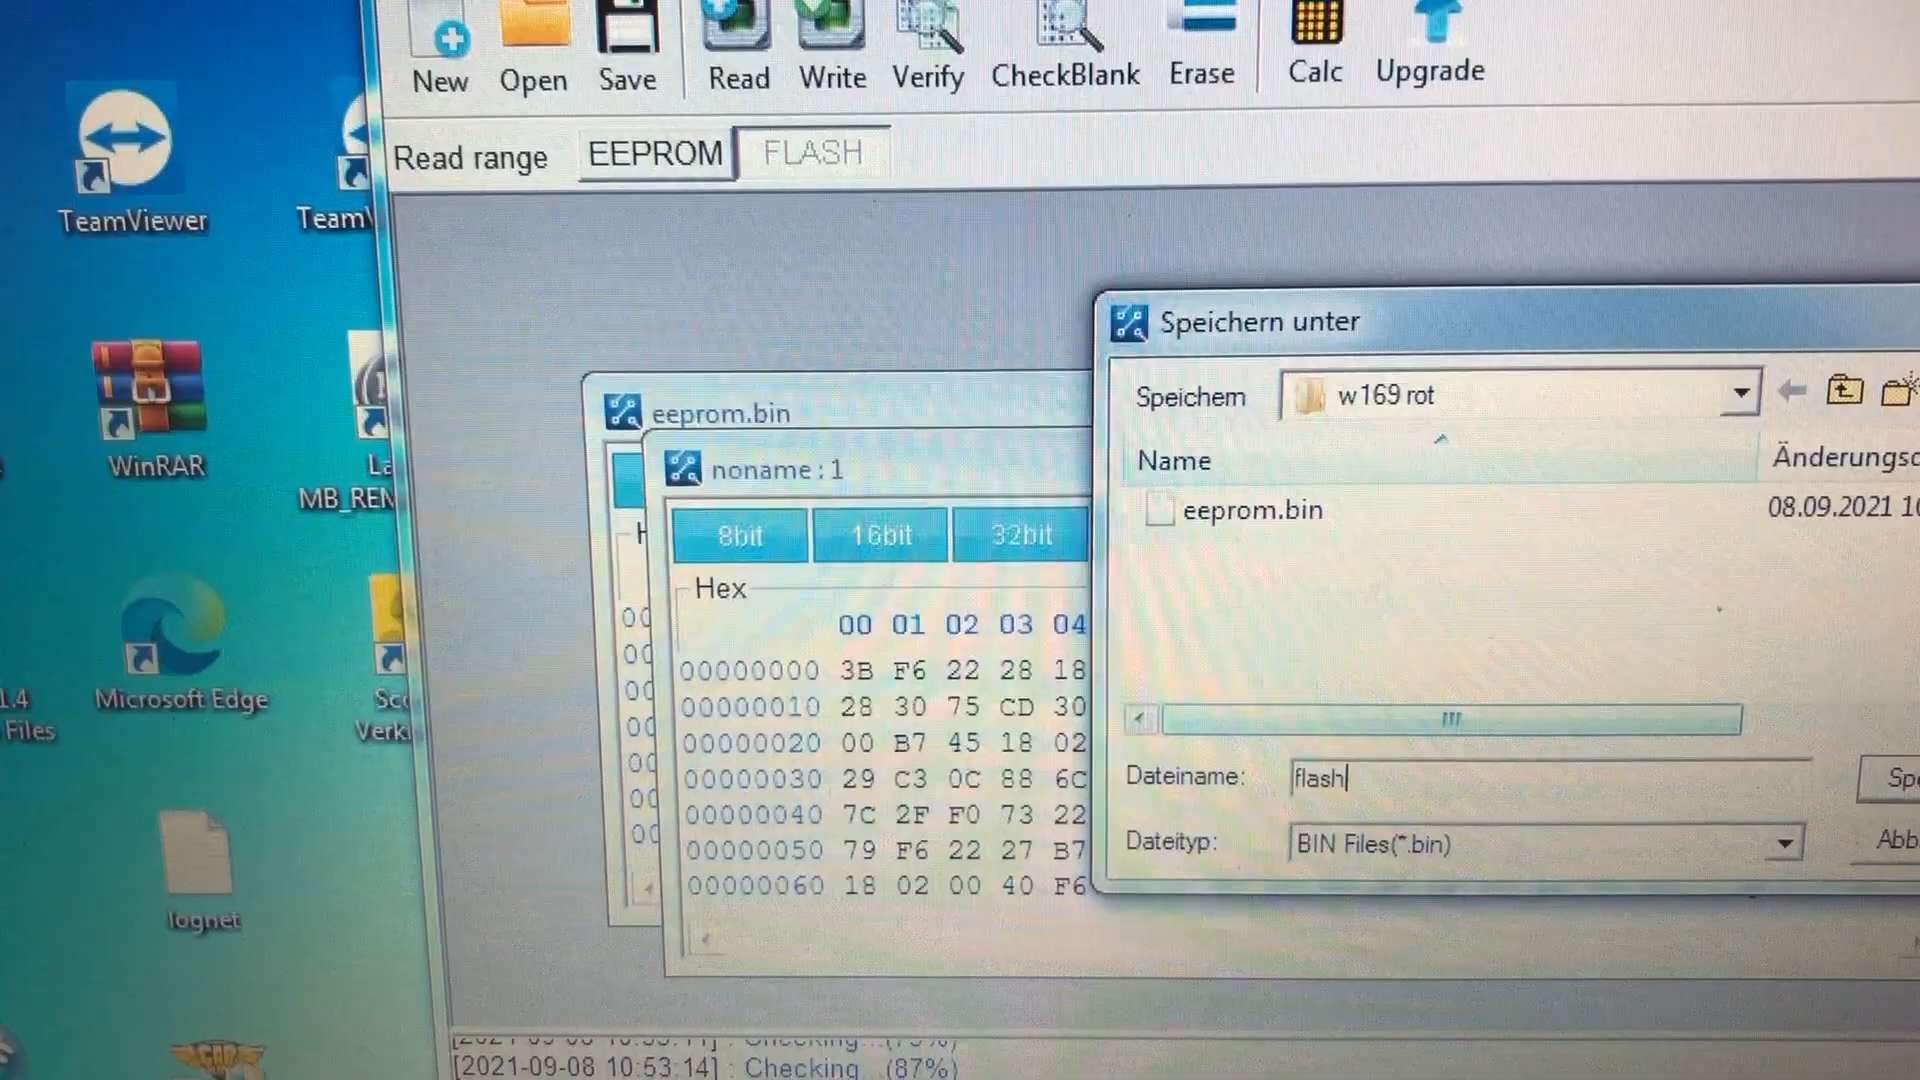 New Open Save Read Write Verify CheckBlank Erase Calc Upgrade
Read range EEPROM FLASH
TeamViewer
WinRAR
Microsoft Edge
1.4
Files
lognet
eeprom.bin
noname : 1
8bit 16bit 32bit
Hex
00 01 02 03 04
00000000 3B F6 22 28 18
00000010 28 30 75 CD 30
00000020 00 B7 45 18 02
00000030 29 C3 0C 88 6C
00000040 7C 2F F0 73 22
00000050 79 F6 22 27 B7
00000060 18 02 00 40 F6
Speichern unter
Speichern w169 rot
Name
eeprom.bin 08.09.2021
Dateiname: flash
Dateityp: BIN Files(*.bin)
[2021-09-08 10:53:14] : Checking...(87%)